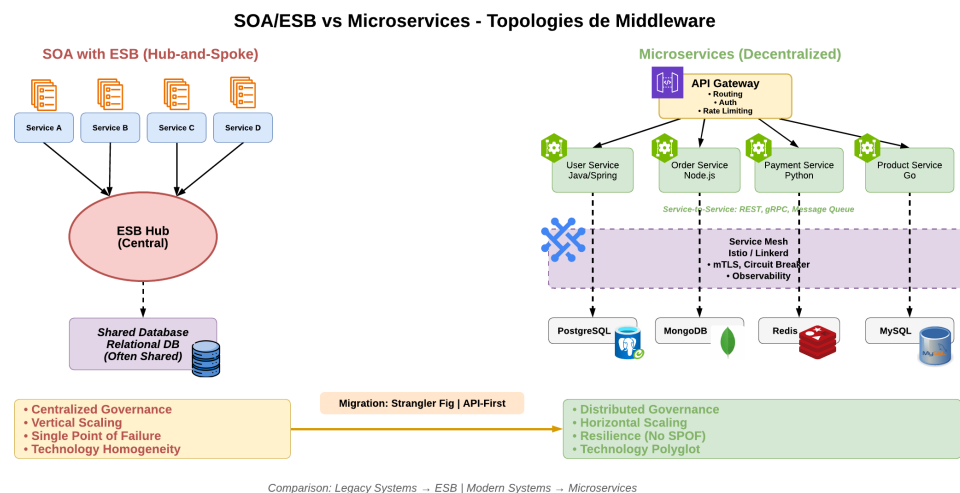 SOA/ESB vs Microservices - Topologies de Middleware
SOA with ESB (Hub-and-Spoke)
Service A
Service B
Service C
Service D
ESB Hub
(Central)
Shared Database
Relational DB
(Often Shared)
• Centralized Governance
• Vertical Scaling
• Single Point of Failure
• Technology Homogeneity
Migration: Strangler Fig | API-First
Microservices (Decentralized)
API Gateway
• Routing
• Auth
• Rate Limiting
User Service
Java/Spring
Order Service
Node.js
Payment Service
Python
Product Service
Go
Service-to-Service: REST, gRPC, Message Queue
Service Mesh
Istio / Linkerd
• mTLS, Circuit Breaker
• Observability
PostgreSQL
MongoDB
Redis
MySQL
My
• Distributed Governance
• Horizontal Scaling
• Resilience (No SPOF)
• Technology Polyglot
Comparison: Legacy Systems → ESB | Modern Systems → Microservices